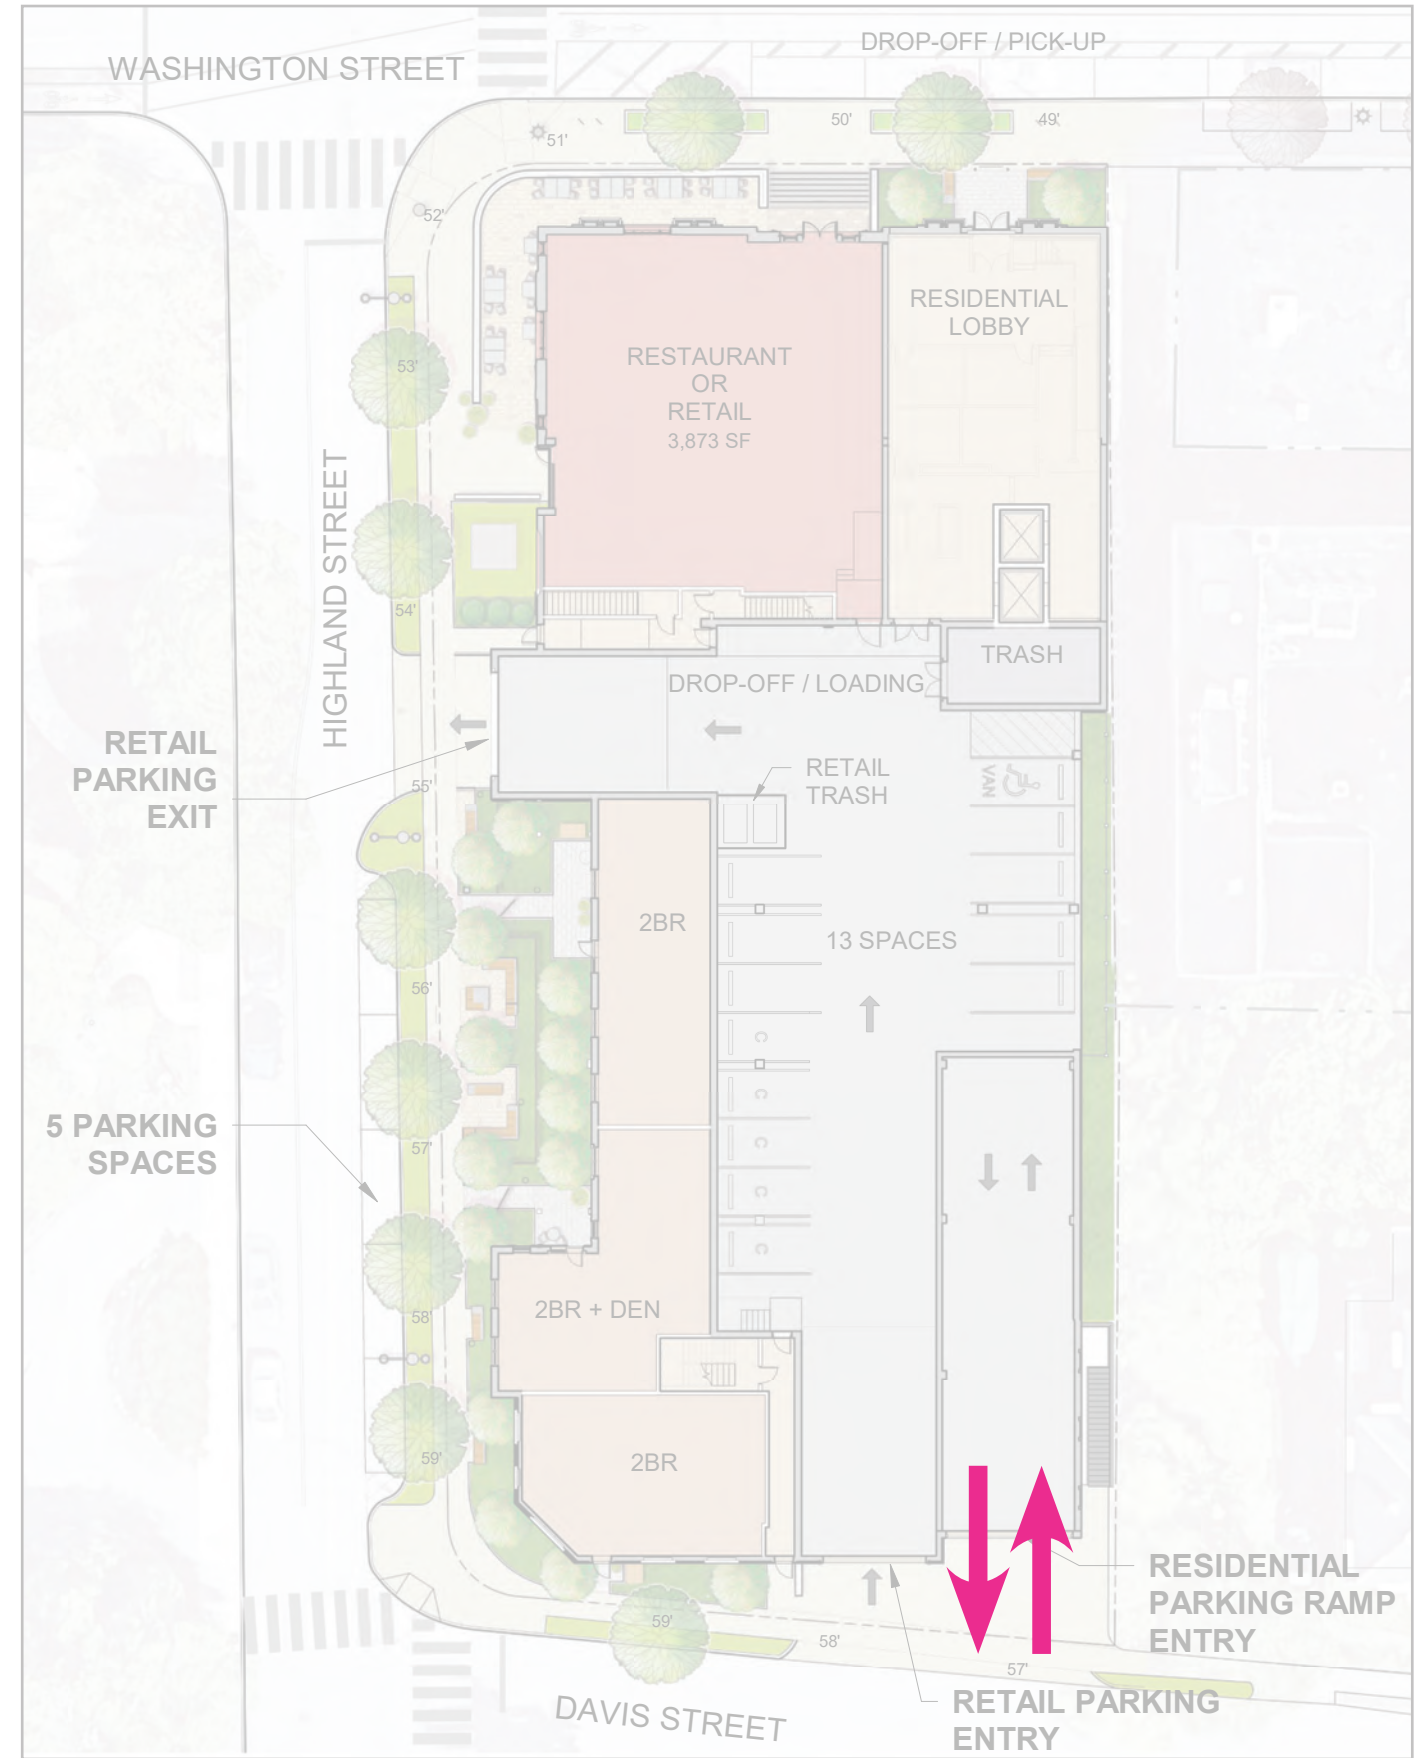 DROP-OFF / PICK-UP
WASHINGTON STREET
51'
50'
49'
52'
RESIDENTIAL
LOBBY
RESTAURANT
OR
RETAIL
3,873 SF
53'
HIGHLAND STREET
54'
TRASH
DROP-OFF / LOADING
RETAIL
PARKING
EXIT
RETAIL
TRASH
VAN
55'
2BR
13 SPACES
56'
C
C
C
C
C
5 PARKING
SPACES
57'
2BR + DEN
58'
59'
2BR
RESIDENTIAL
PARKING RAMP
ENTRY
59'
58'
57'
RETAIL PARKING
ENTRY
DAVIS STREET